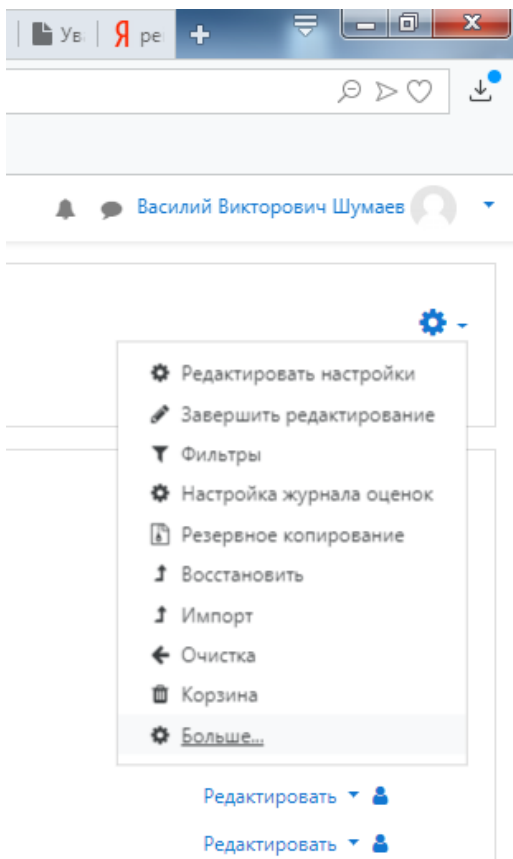 Ув. Я ре
Василий Викторович Шумаев
Редактировать настройки
Завершить редактирование
Фильтры
Настройка журнала оценок
Резервное копирование
Восстановить
Импорт
Очистка
Корзина
Больше...
Редактировать
Редактировать